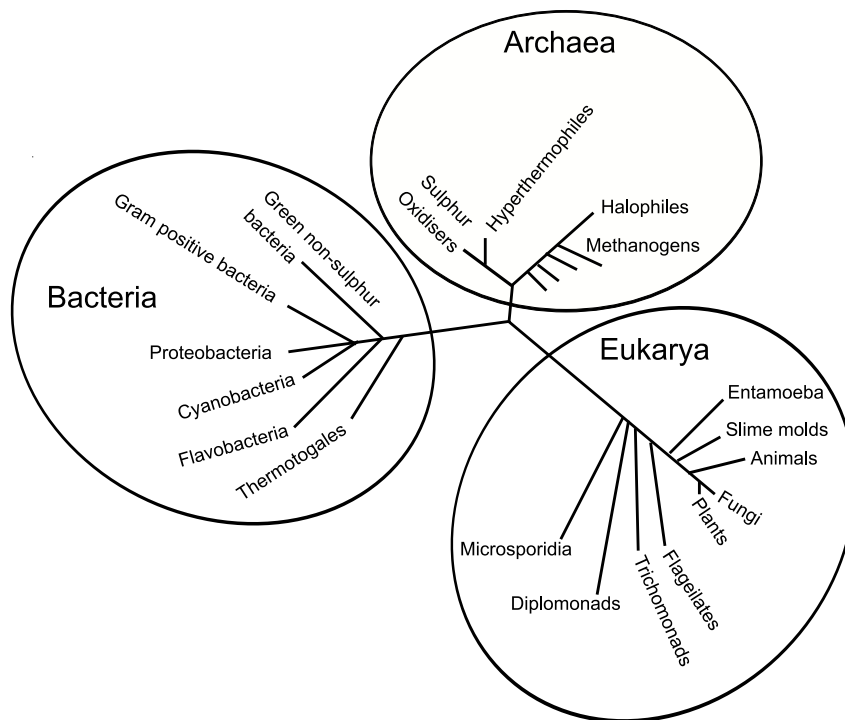 Archaea
Sulphur
Oxidisers
Hyperthermophiles
Halophiles
Methanogens
Bacteria
Gram positive bacteria
Green non-sulphur
bacteria
Proteobacteria
Cyanobacteria
Flavobacteria
Thermotogales
Eukarya
Entamoeba
Slime molds
Animals
Fungi
Plants
Flagellates
Trichomonads
Diplomonads
Microsporidia